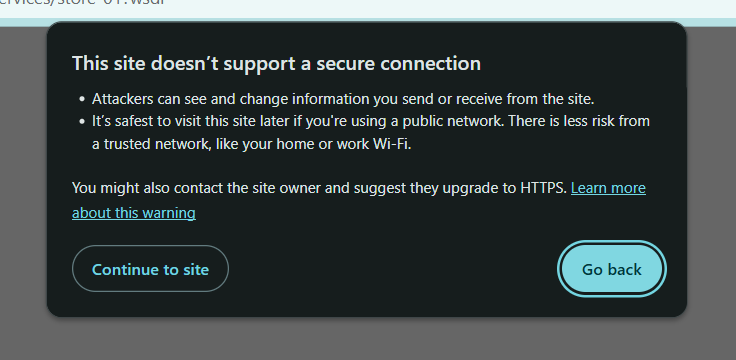 This site doesn’t support a secure connection
• Attackers can see and change information you send or receive from the site.
• It’s safest to visit this site later if you're using a public network. There is less risk from
a trusted network, like your home or work Wi-Fi.
You might also contact the site owner and suggest they upgrade to HTTPS. Learn more
about this warning
Continue to site
Go back